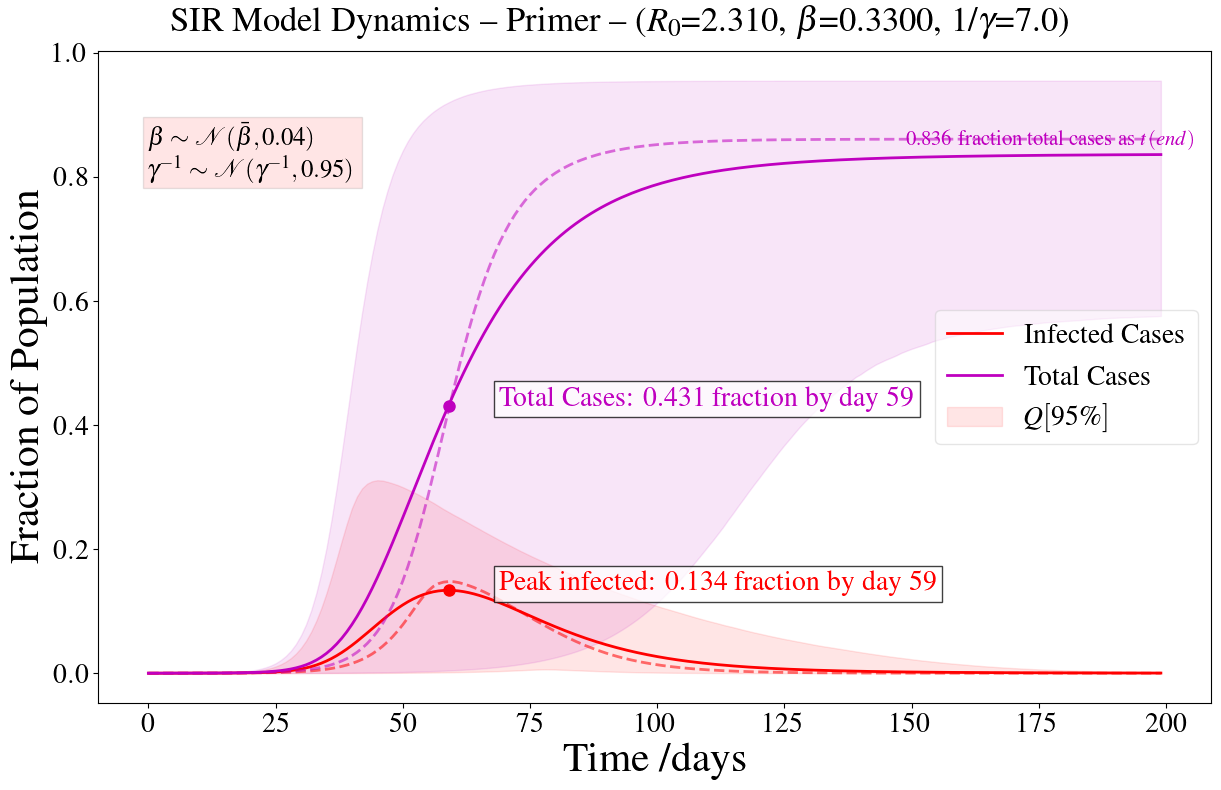 SIR Model Dynamics – Primer – (R₀=2.310, β=0.3300, 1/γ=7.0)
1.0
0.8
0.6
0.4
0.2
0.0
Fraction of Population
β ∼ 𝒩(β̄, 0.04)
γ⁻¹ ∼ 𝒩(γ⁻¹, 0.95)
0.836 fraction total cases as t(end)
Infected Cases
Total Cases
Q[95%]
Total Cases: 0.431 fraction by day 59
Peak infected: 0.134 fraction by day 59
0 25 50 75 100 125 150 175 200
Time /days